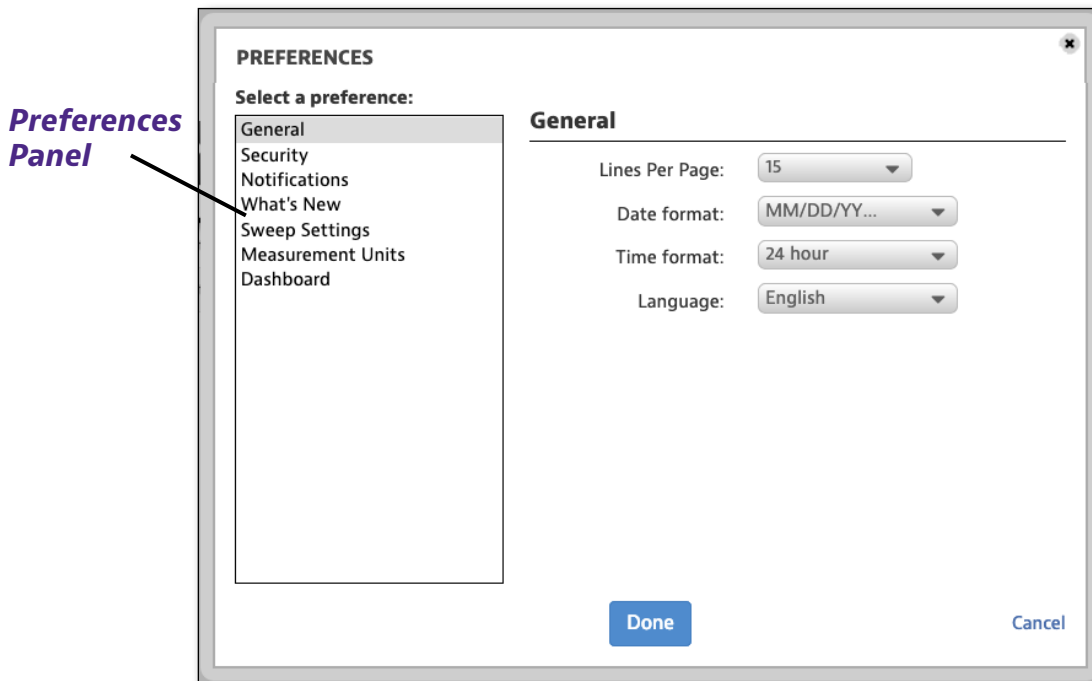 Preferences
Panel
PREFERENCES
Select a preference:
General
Security
Notifications
What's New
Sweep Settings
Measurement Units
Dashboard
General
Lines Per Page: 15
Date format: MM/DD/YY...
Time format: 24 hour
Language: English
Done
Cancel